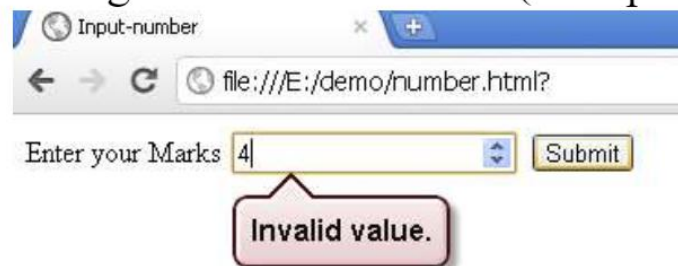 Input-number
file:///E:/demo/number.html?
Enter your Marks 4 Submit
Invalid value.